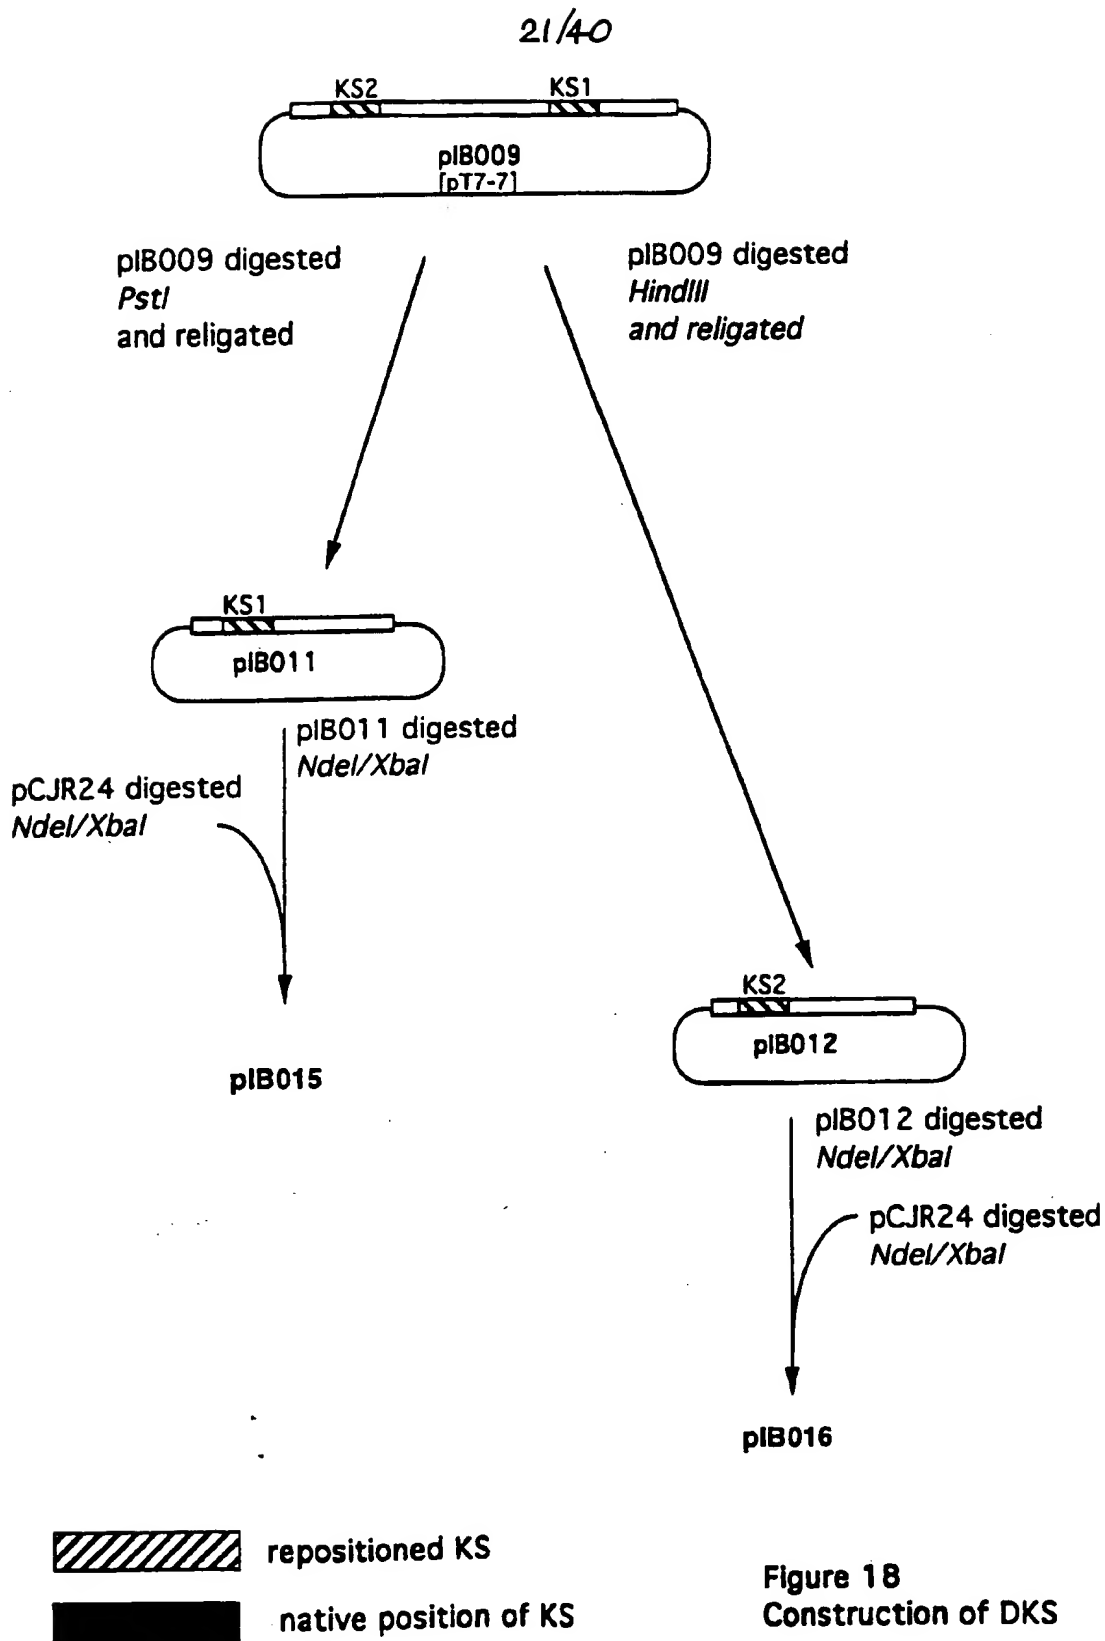 21/40
KS2 KS1
pIB009
[pT7-7]
pIB009 digested
PstI
and religated
pIB009 digested
HindIII
and religated
KS1
pIB011
pIB011 digested
NdeI/XbaI
pCJR24 digested
NdeI/XbaI
pIB015
KS2
pIB012
pIB012 digested
NdeI/XbaI
pCJR24 digested
NdeI/XbaI
pIB016
repositioned KS
native position of KS
Figure 18
Construction of DKS